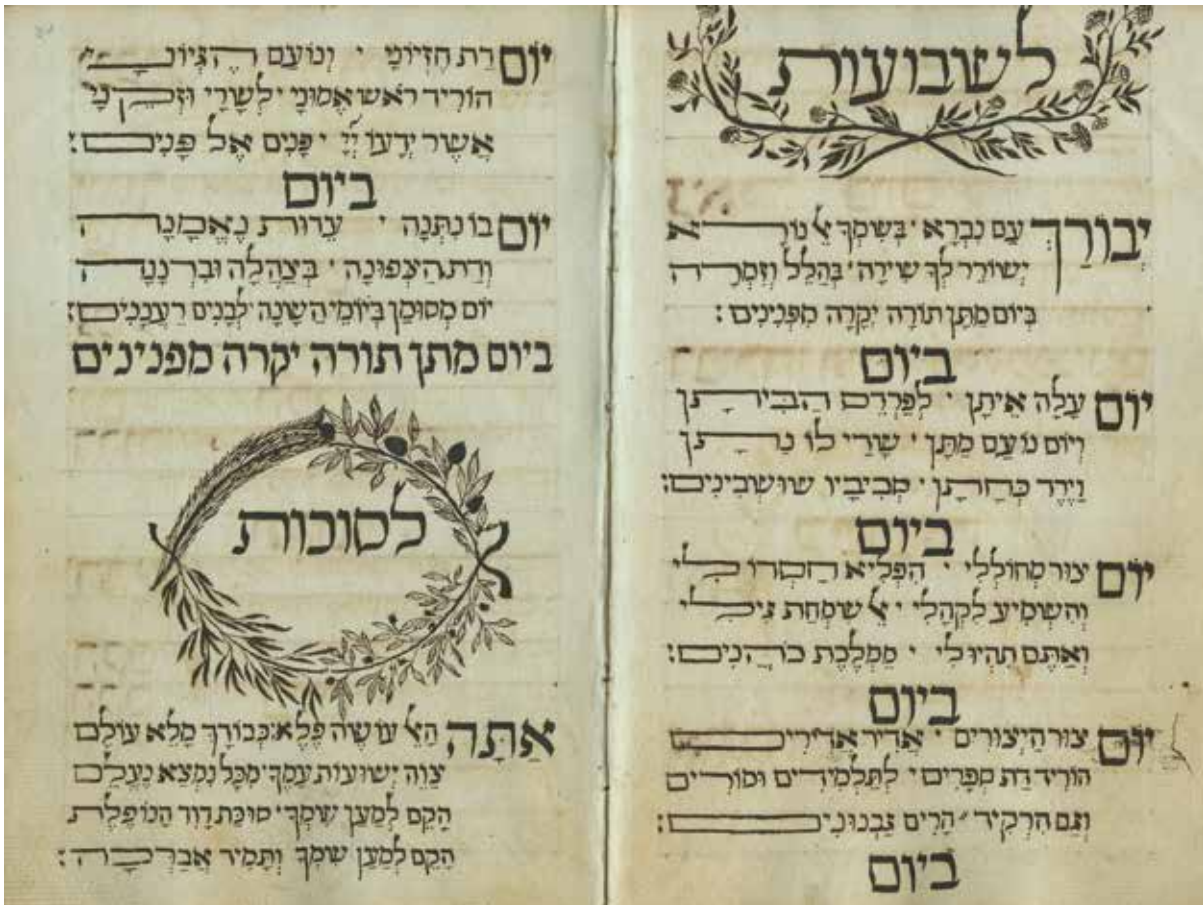 לשבועות
יבורך עם נברא · בשמך אל נורא
ישורר לך שירה · בהלל וזמרה
ביום מתן תורה יקרה מפנינים :
ביום
יום עלה איתן · לפרדס הביתן
ויום נועם מתן · שדי לו נתן
וירד כחתן · סביביו שושבינים:
ביום
יום צור מחוללי · הפליא חסדו לי
והשמיע לקהלי · אל שמחת גילי
ואתם תהיו לי · ממלכת כהנים:
ביום
יום צור היצורים · אדיר אדירים
הוריד דת ספרים · לתלמידים ומורים
וגם הרקיד · הרים גבנונים:
ביום
יום דת חזיוני · ונועם הגיוני
הוריד ראש אמוני · לשרי וזקני
אשר ידעו יי · פנים אל פנים:
ביום
יום בו נתנה · עדות נאמנה
ודת הצפונה · בצהלה וברננה
יום מסומן בימי השנה · לבנים רעננים:
ביום מתן תורה יקרה מפנינים
לסוכות
אתה האל עושה פלא · כבודך מלא עולם
צוה ישועות עמך · מכל נמצא נעלם
הקם למען שמך · סוכת דוד הנופלת
הקם למען שמך ותמיד אברכה: